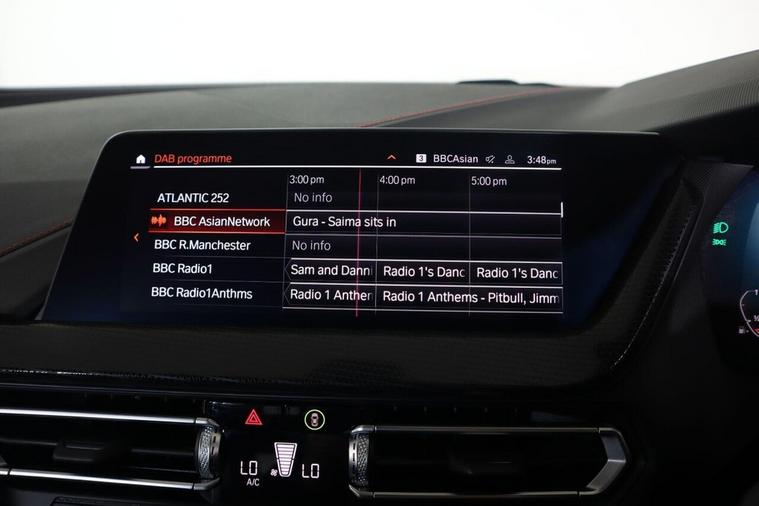 DAB programme 3 BBCAsian 3:48pm
3:00 pm 4:00 pm 5:00 pm
ATLANTIC 252 No info
BBC AsianNetwork Gura - Saima sits in
BBC R.Manchester No info
BBC Radio1 Sam and Dann Radio 1's Danc Radio 1's Danc
BBC Radio1Anthms Radio 1 Anther Radio 1 Anthems - Pitbull, Jimm
LO LO
A/C